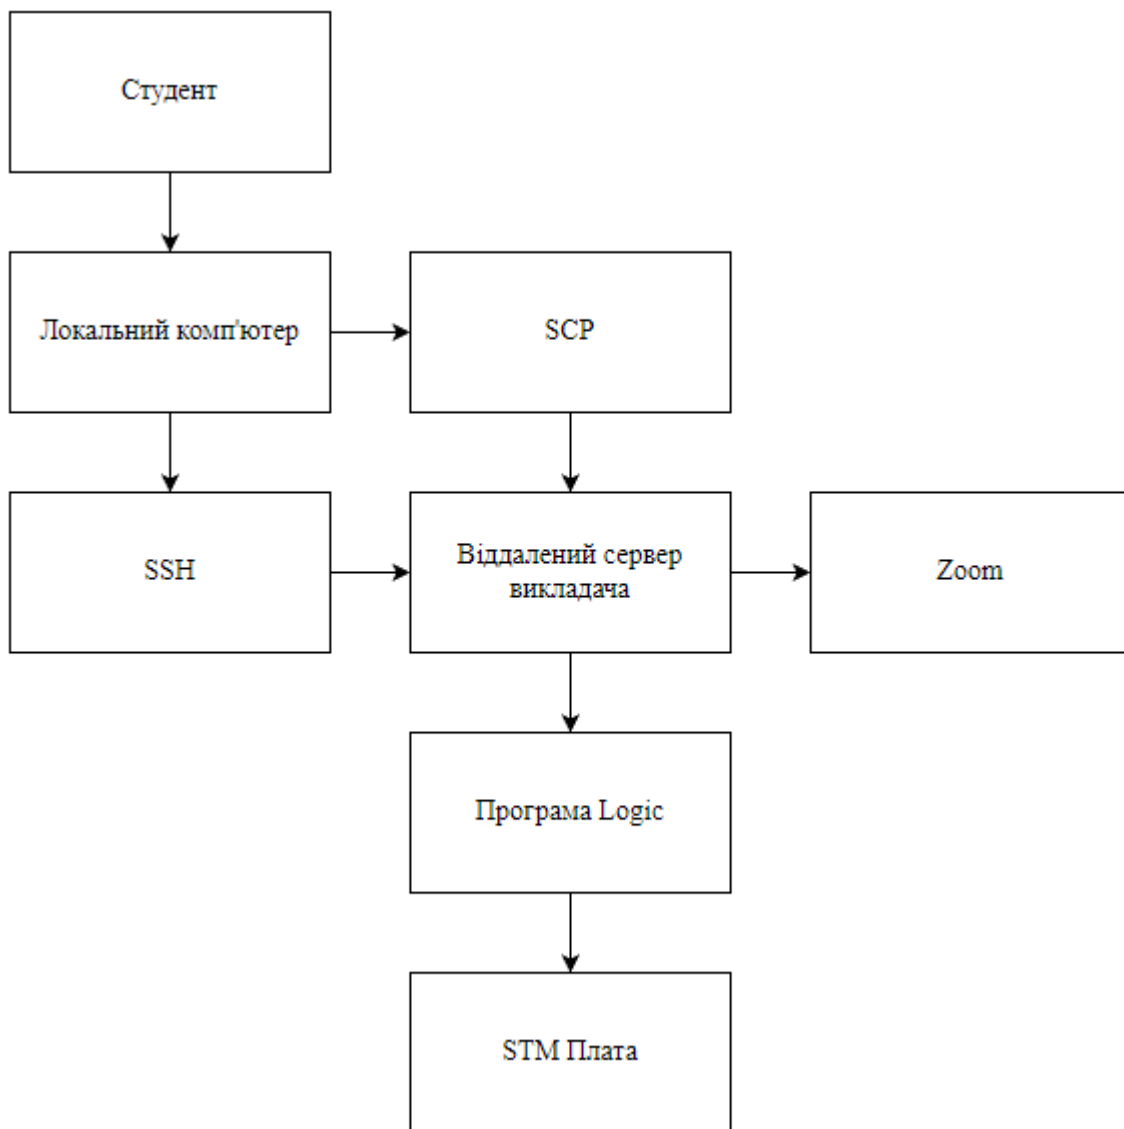 Студент
Локальний комп'ютер
SCP
SSH
Віддалений сервер
викладача
Zoom
Програма Logic
STM Плата